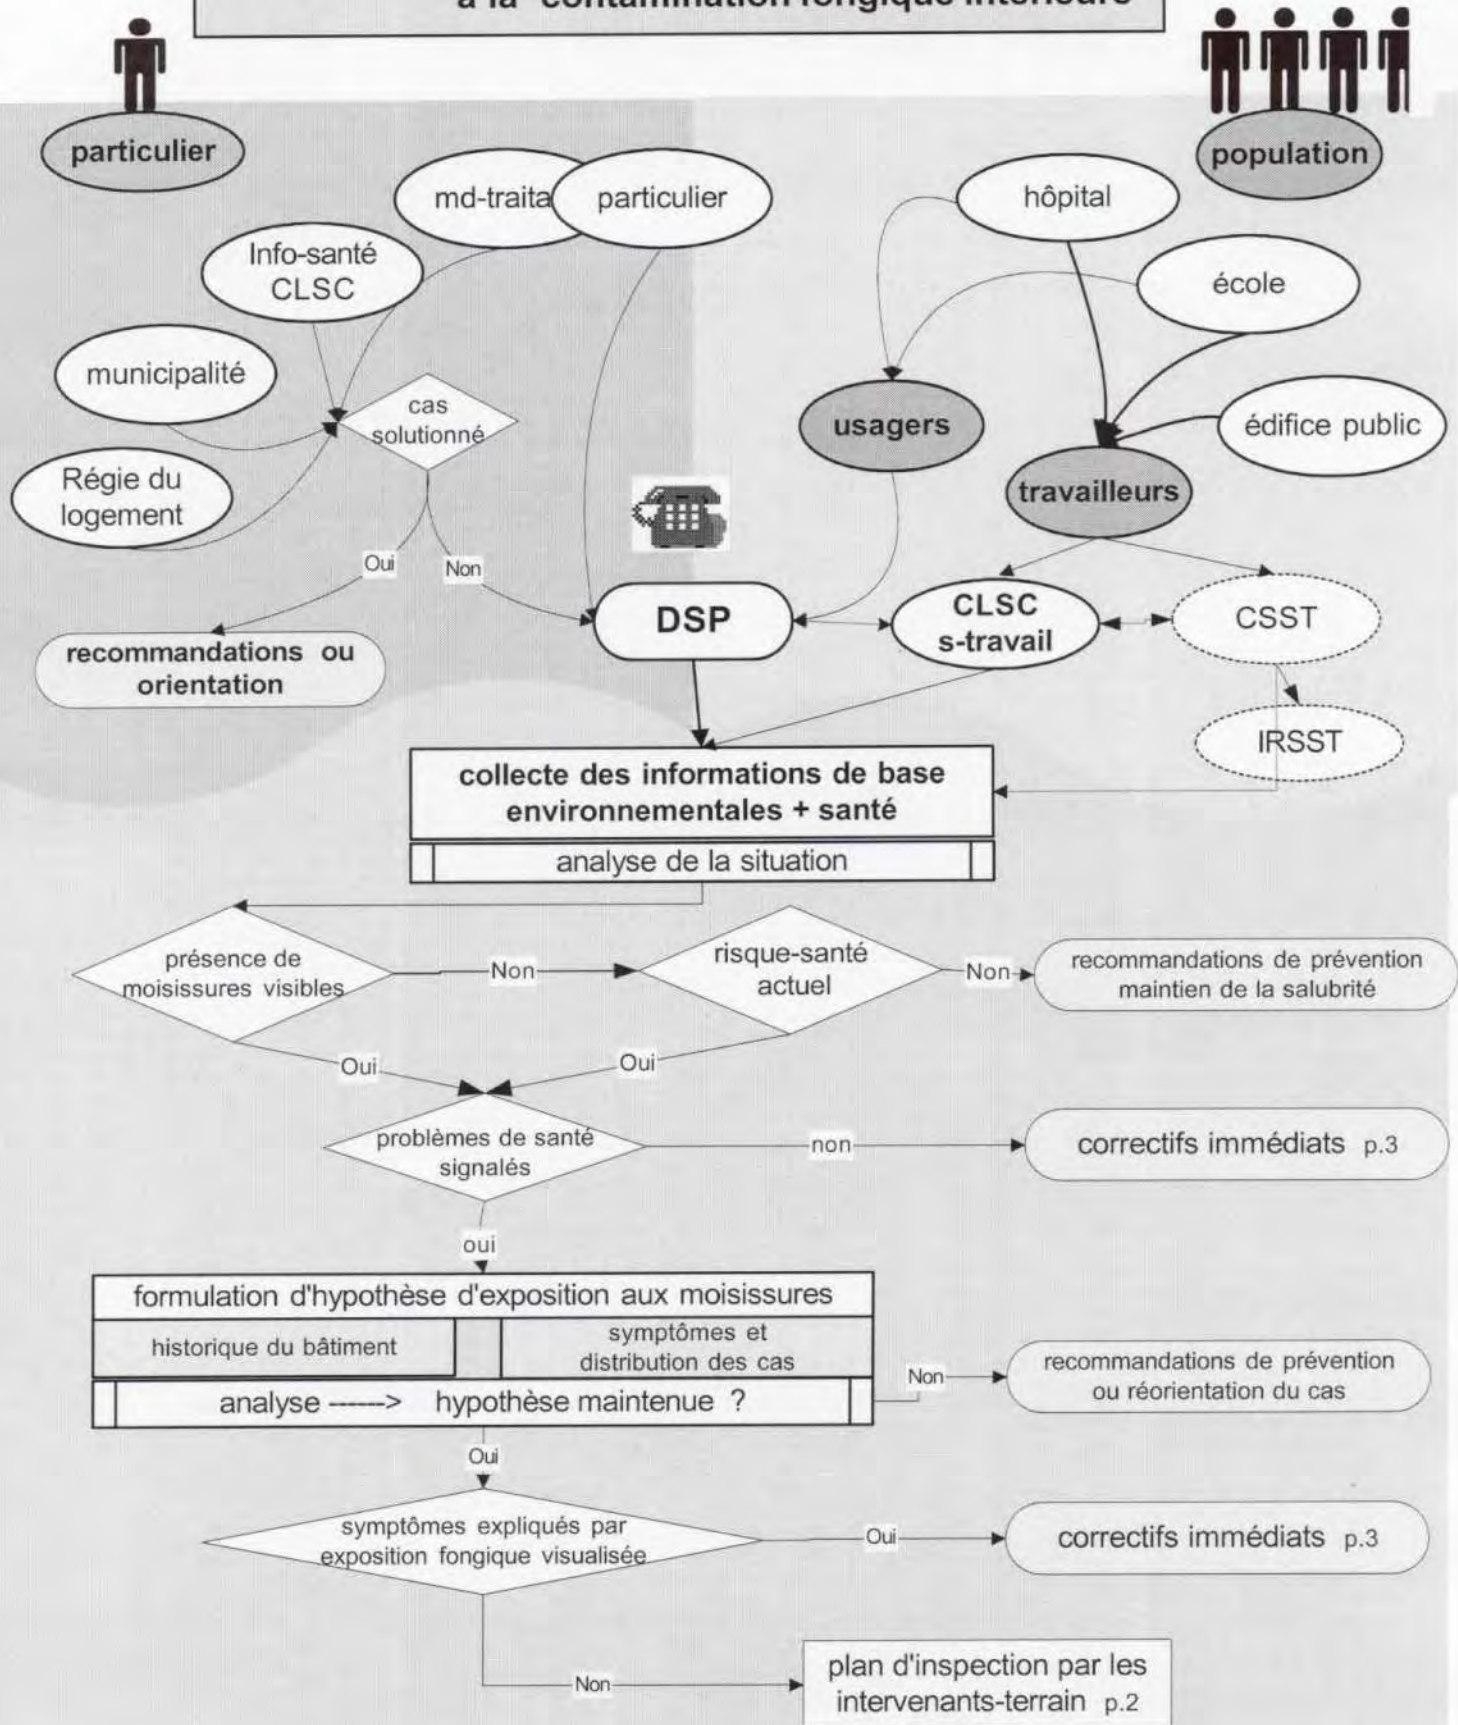 à la contamination fongique intérieure
particulier
population
md-traita
particulier
hôpital
Info-santé
CLSC
école
municipalité
cas
solutionné
usagers
édifice public
Régie du
logement
travailleurs
Oui
Non
DSP
CLSC
s-travail
CSST
recommandations ou
orientation
IRSST
collecte des informations de base
environnementales + santé
analyse de la situation
présence de
moisissures visibles
Non
risque-santé
actuel
Non
recommandations de prévention
maintien de la salubrité
Oui
Oui
problèmes de santé
signalés
non
correctifs immédiats p.3
oui
formulation d'hypothèse d'exposition aux moisissures
historique du bâtiment
symptômes et
distribution des cas
analyse ------> hypothèse maintenue ?
Non
recommandations de prévention
ou réorientation du cas
Oui
symptômes expliqués par
exposition fongique visualisée
Oui
correctifs immédiats p.3
Non
plan d'inspection par les
intervenants-terrain p.2